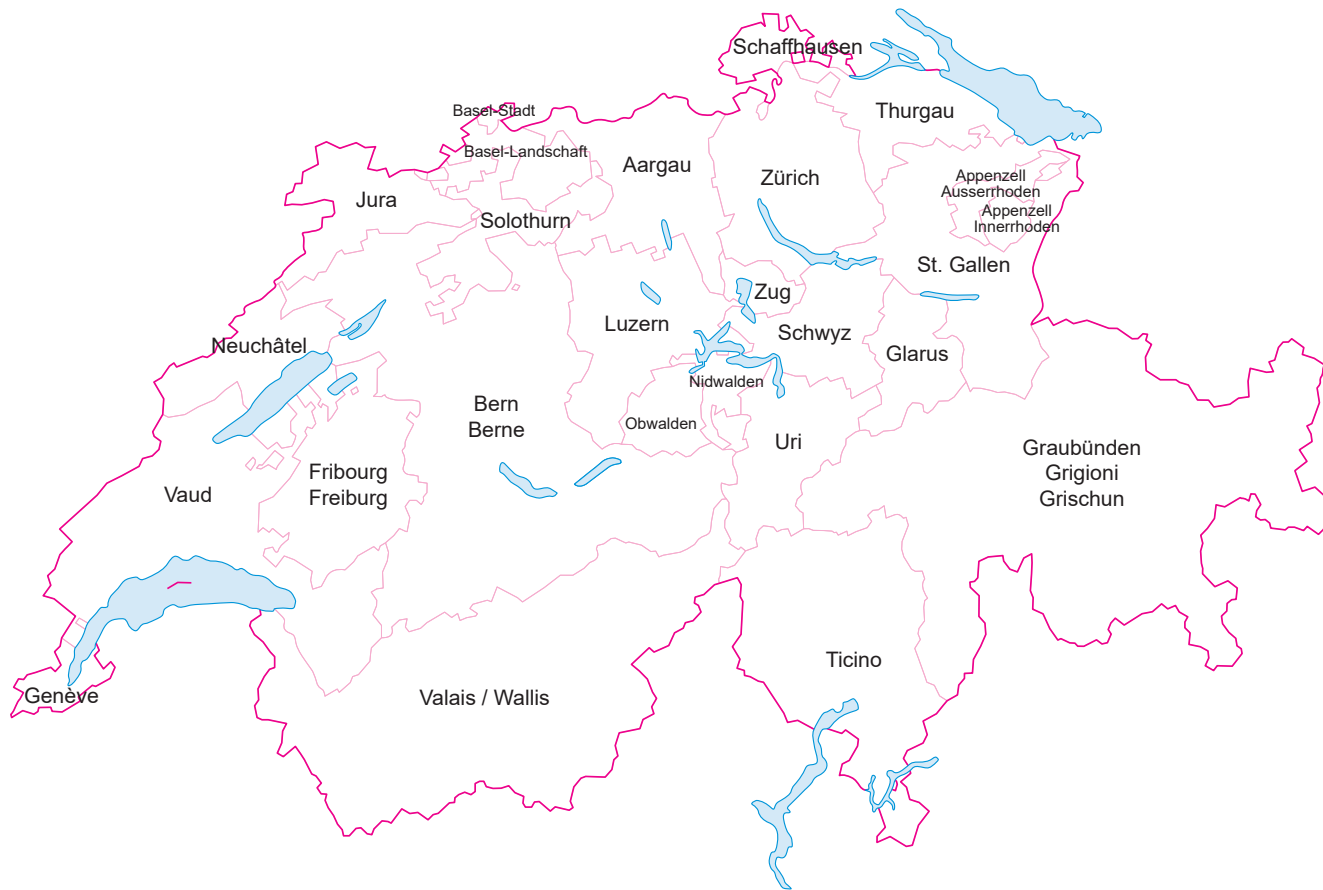 Schaffhausen
Basel-Stadt
Thurgau
Basel-Landschaft
Aargau
Zürich
Appenzell
Ausserrhoden
Jura
Solothurn
Appenzell
Innerrhoden
St. Gallen
Zug
Luzern
Schwyz
Neuchâtel
Glarus
Nidwalden
Bern
Berne
Obwalden
Uri
Graubünden
Grigioni
Grischun
Fribourg
Freiburg
Vaud
Ticino
Genève
Valais / Wallis